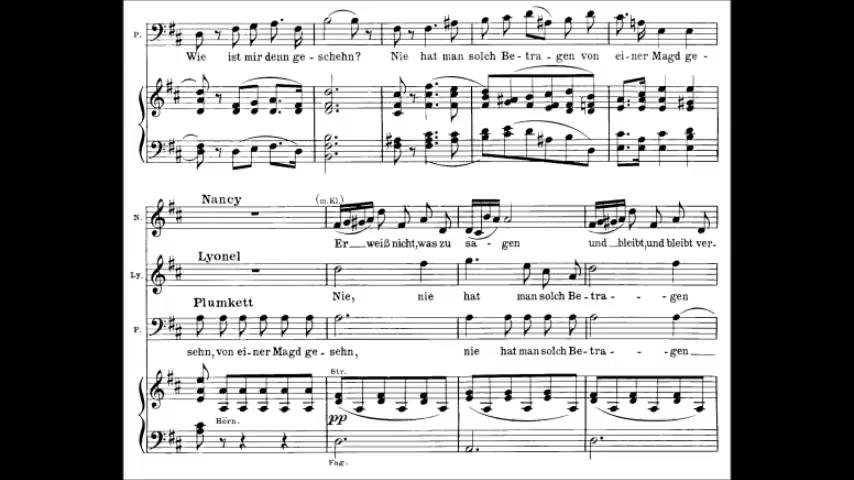 P.
Wie ist mir denn ge - schehn? Nie hat man solch Be - tra - gen von ei - ner Magd ge -
Nancy
(m.Kl.)
N.
Er weiß nicht, was zu sa - gen und bleibt, und bleibt ver-
Lyonel
Ly.
Nie, nie hat man solch Be - tra - - gen
Plumkett
P.
sehn, von ei - ner Magd ge - sehn, nie hat man solch Be - tra - - gen
Str.
Hörn.
pp
Fag.